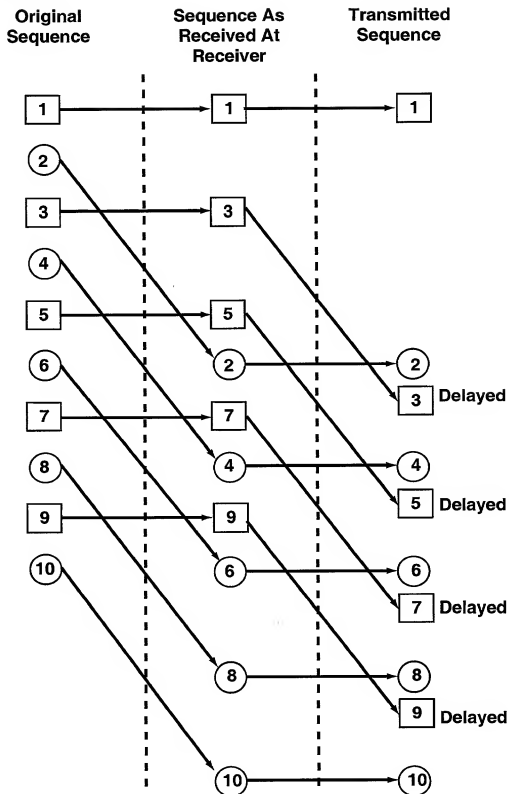 Original
Sequence
Sequence As
Received At
Receiver
Transmitted
Sequence
1
1
1
2
3
3
4
5
5
6
2
2
3 Delayed
7
7
8
4
4
9
9
5 Delayed
10
6
6
7 Delayed
8
8
9 Delayed
10
10